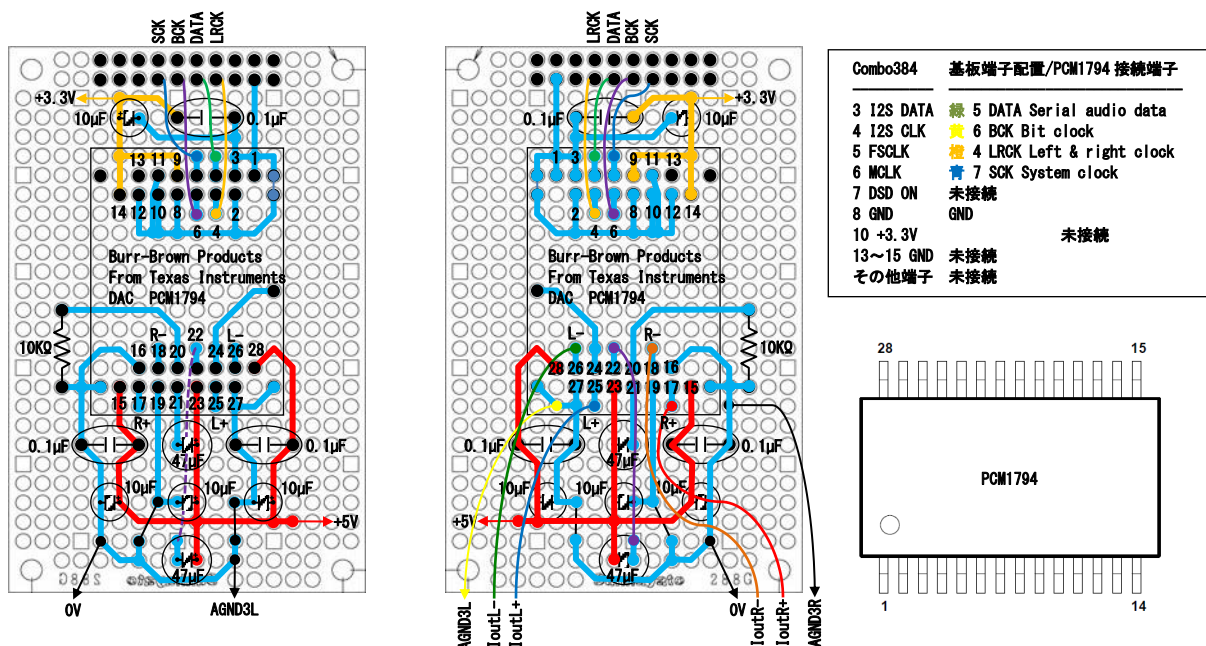 SCK
BCK
DATA
LRCK
+3.3V
10μF
0.1μF
13 11 9 3 1
14 12 10 8 2
6 4
Burr-Brown Products
From Texas Instruments
DAC PCM1794
R- 22 L-
10KΩ
16 18 20 24 26 28
15 17 19 21 23 25 27
R+ L+
0.1μF
0.1μF
47μF
10μF
10μF
10μF
+5V
47μF
288G
0V
AGND3L
LRCK
DATA
BCK
SCK
+3.3V
0.1μF
10μF
1 3 9 11 13
2 8 10 12 14
4 6
Burr-Brown Products
From Texas Instruments
DAC PCM1794
L- R-
10KΩ
28 26 24 22 20 18 16
27 25 23 21 19 17 15
L+ R+
0.1μF
0.1μF
47μF
10μF
10μF
10μF
+5V
47μF
288G
AGND3L
IoutL-
IoutL+
0V
IoutR-
IoutR+
AGND3R
Combo384 基板端子配置/PCM1794 接続端子
3 I2S DATA 緑 5 DATA Serial audio data
4 I2S CLK 黄 6 BCK Bit clock
5 FSCLK 橙 4 LRCK Left & right clock
6 MCLK 青 7 SCK System clock
7 DSD ON 未接続
8 GND GND
10 +3.3V 未接続
13～15 GND 未接続
その他端子 未接続
28 15
PCM1794
1 14